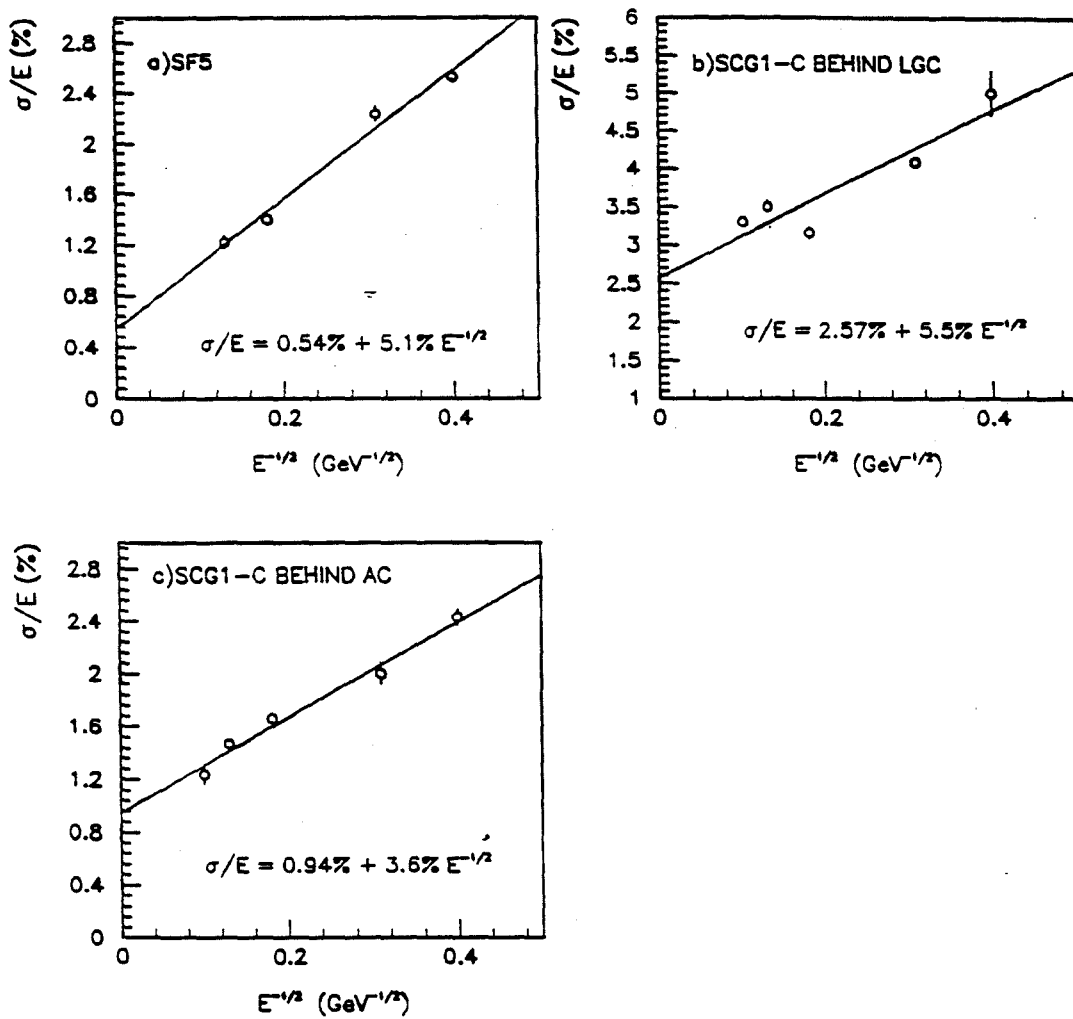 a)SF5
σ/E (%)
2.8
2.4
2
1.6
1.2
0.8
0.4
0
σ/E = 0.54% + 5.1% E⁻¹/²
0 0.2 0.4
E⁻¹/² (GeV⁻¹/²)
b)SCG1-C BEHIND LGC
σ/E (%)
6
5.5
5
4.5
4
3.5
3
2.5
2
1.5
1
σ/E = 2.57% + 5.5% E⁻¹/²
0 0.2 0.4
E⁻¹/² (GeV⁻¹/²)
c)SCG1-C BEHIND AC
σ/E (%)
2.8
2.4
2
1.6
1.2
0.8
0.4
0
σ/E = 0.94% + 3.6% E⁻¹/²
0 0.2 0.4
E⁻¹/² (GeV⁻¹/²)